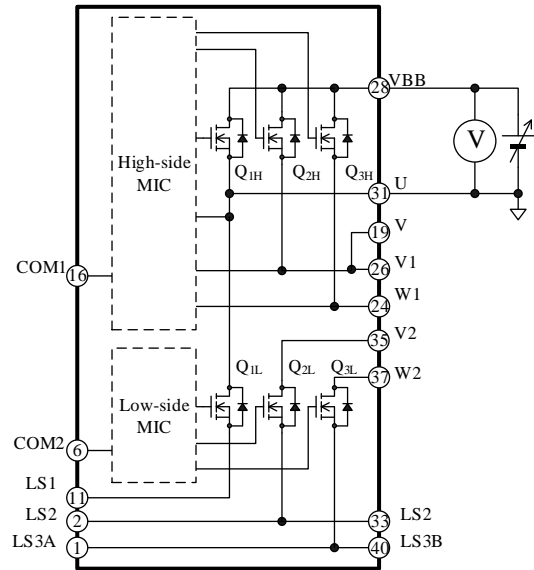 28 VBB
V
High-side
MIC
Q1H
Q2H
Q3H
31 U
19 V
26 V1
24 W1
COM1
16
35 V2
37 W2
Q1L
Q2L
Q3L
Low-side
MIC
COM2
6
LS1
11
LS2
2
33 LS2
LS3A
1
40 LS3B